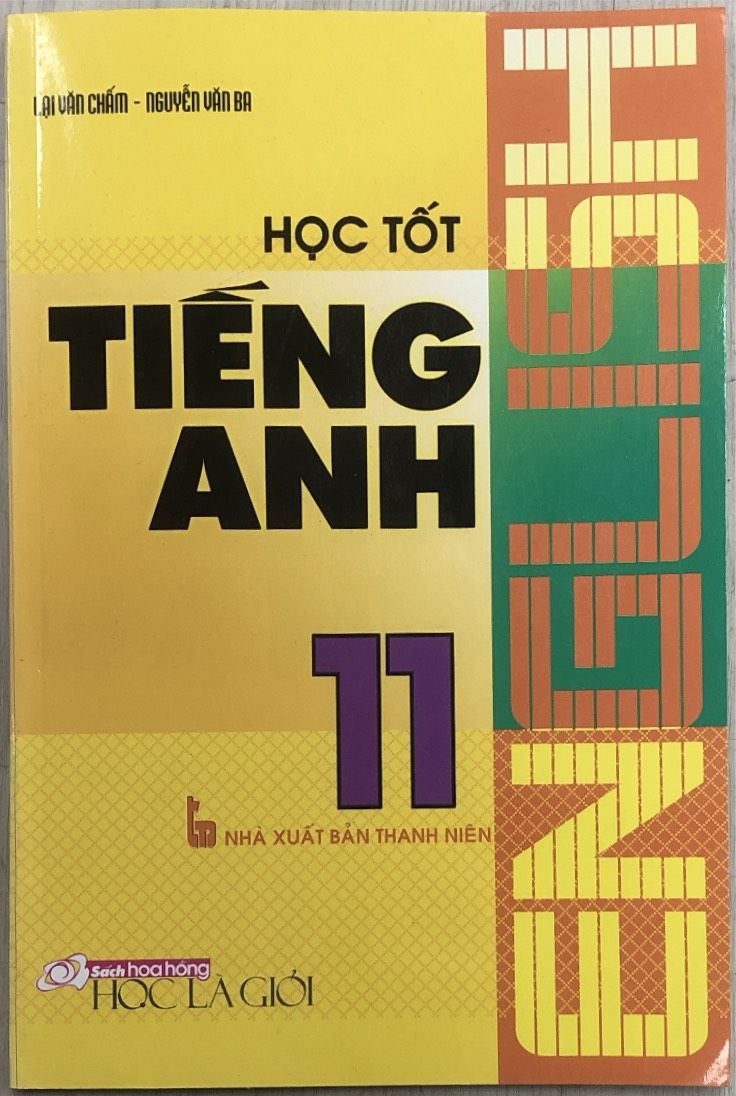 LẠI VĂN CHẤM - NGUYỄN VĂN BA
HỌC TỐT
TIẾNG
ANH
11
NHÀ XUẤT BẢN THANH NIÊN
Sách hoa hồng
HỌC LÀ GIỎI
ENGLISH